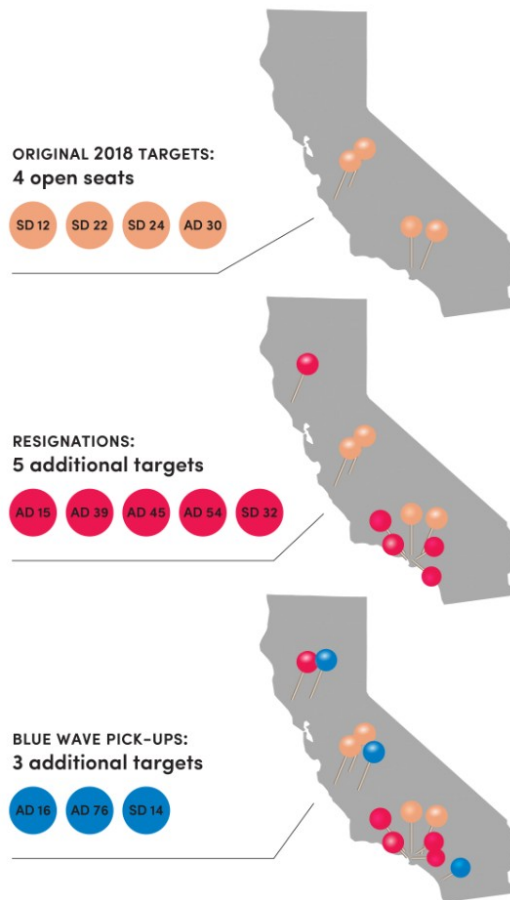 ORIGINAL 2018 TARGETS:
4 open seats
SD 12 SD 22 SD 24 AD 30
RESIGNATIONS:
5 additional targets
AD 15 AD 39 AD 45 AD 54 SD 32
BLUE WAVE PICK-UPS:
3 additional targets
AD 16 AD 76 SD 14